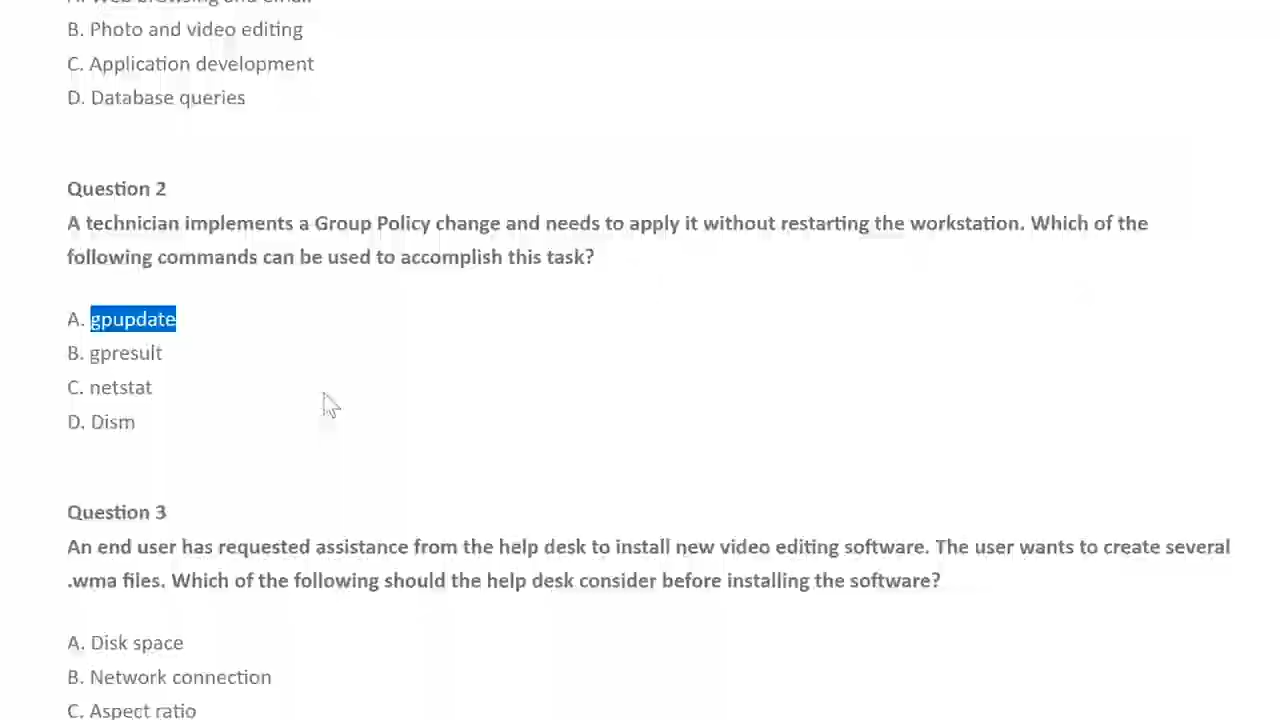 B. Photo and video editing
C. Application development
D. Database queries
Question 2
A technician implements a Group Policy change and needs to apply it without restarting the workstation. Which of the
following commands can be used to accomplish this task?
A. gpupdate
B. gpresult
C. netstat
D. Dism
Question 3
An end user has requested assistance from the help desk to install new video editing software. The user wants to create several
.wma files. Which of the following should the help desk consider before installing the software?
A. Disk space
B. Network connection
C. Aspect ratio